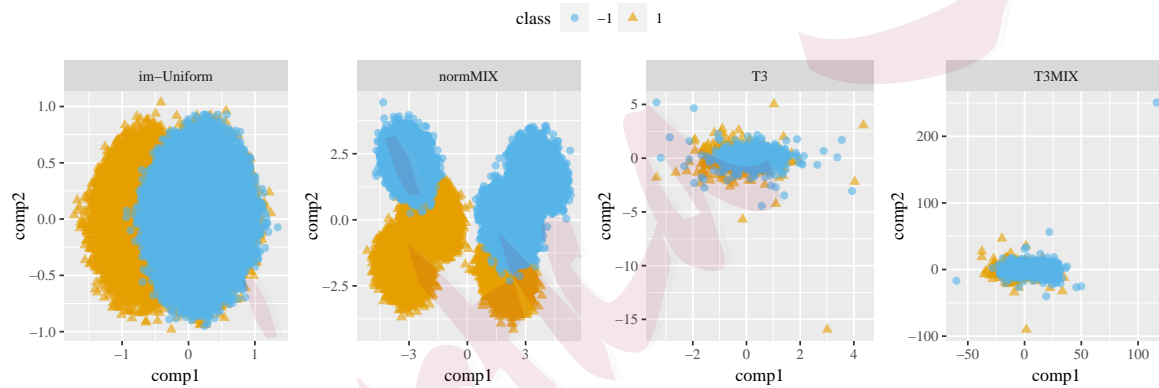 class −1 1
im−Uniform normMIX T3 T3MIX
comp2
1.0
0.5
0.0
−0.5
−1.0
−1 0 1
comp1
comp2
2.5
0.0
−2.5
−3 0 3
comp1
comp2
5
0
−5
−10
−15
−2 0 2 4
comp1
comp2
200
100
0
−100
−50 0 50 100
comp1